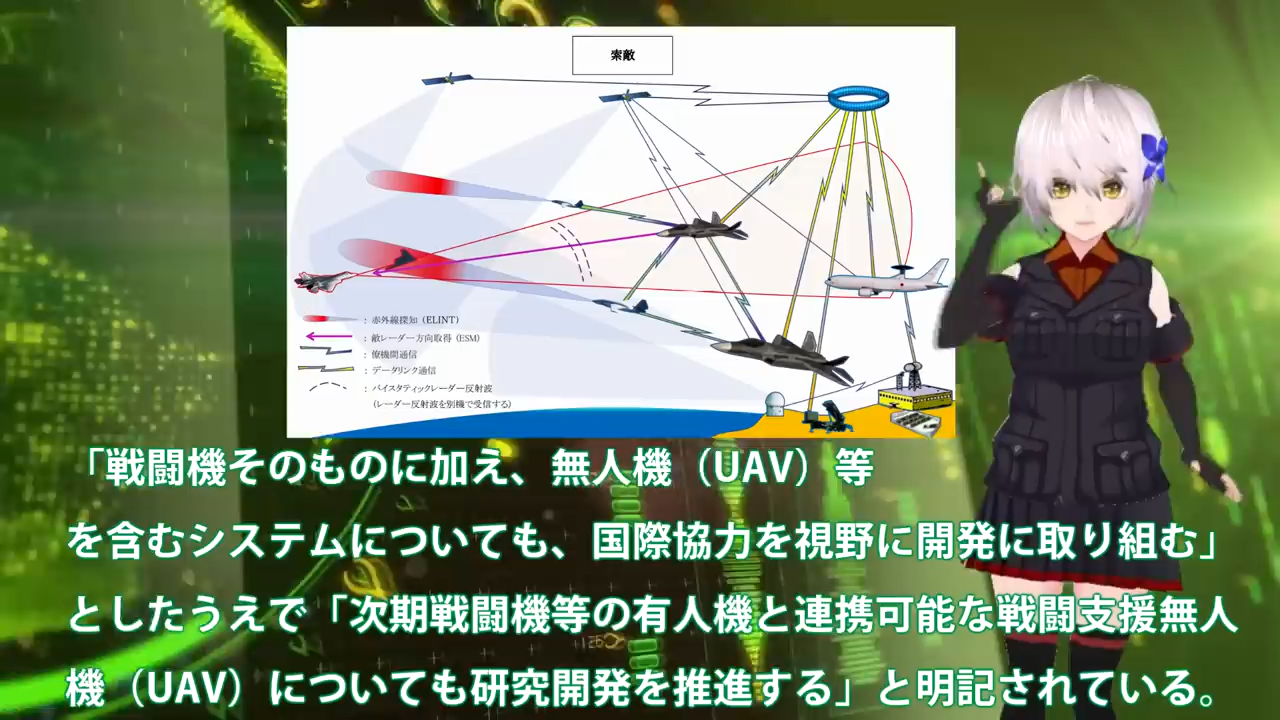 索敵
：赤外線探知（ELINT）
：敵レーダー方向取得（ESM）
：僚機間通信
：データリンク通信
：バイスタティックレーダー反射波
（レーダー反射波を別機で受信する）
「戦闘機そのものに加え、無人機（UAV）等
を含むシステムについても、国際協力を視野に開発に取り組む」
としたうえで「次期戦闘機等の有人機と連携可能な戦闘支援無人
機（UAV）についても研究開発を推進する」と明記されている。